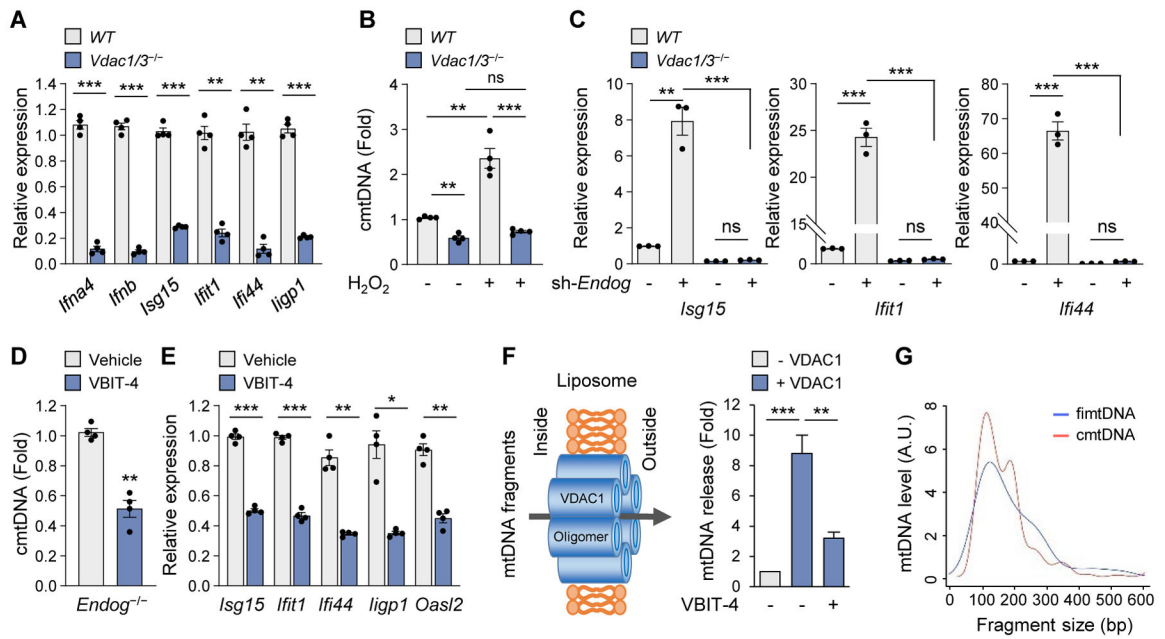 A
WT
Vdac1/3⁻/⁻
Relative expression
1.4
1.2
1.0
0.8
0.6
0.4
0.2
0.0
*** *** *** ** ** ***
Ifna4 Ifnb Isg15 Ifit1 Ifi44 Iigp1
B
WT
Vdac1/3⁻/⁻
cmtDNA (Fold)
4
3
2
1
0
ns
** ***
**
H₂O₂ - - + +
C
WT
Vdac1/3⁻/⁻
Relative expression
10
8
6
4
2
0
***
**
ns
sh-Endog - + - +
Isg15
Relative expression
30
25
20
15
10
5
0
***
***
ns
- + - +
Ifit1
Relative expression
80
70
60
50
40
20
0
***
***
ns
- + - +
Ifi44
D
Vehicle
VBIT-4
cmtDNA (Fold)
1.2
1.0
0.8
0.6
0.4
0.2
0.0
**
Endog⁻/⁻
E
Vehicle
VBIT-4
Relative expression
1.2
1.0
0.8
0.6
0.4
0.2
0.0
*** *** ** * **
Isg15 Ifit1 Ifi44 Iigp1 Oasl2
F
Liposome
Inside
Outside
mtDNA fragments
VDAC1
Oligomer
- VDAC1
+ VDAC1
mtDNA release (Fold)
12
10
8
6
4
2
0
*** **
VBIT-4 - - +
G
fimtDNA
cmtDNA
mtDNA level (A.U.)
8
6
4
2
0
0 100 200 300 400 500 600
Fragment size (bp)